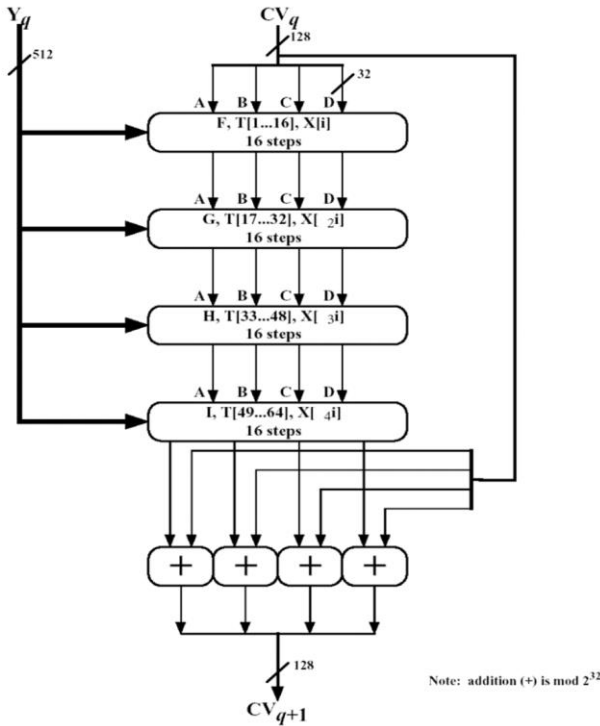 Yq CVq
512 128
32
A B C D
F, T[1...16], X[i]
16 steps
A B C D
G, T[17...32], X[ 2i]
16 steps
A B C D
H, T[33...48], X[ 3i]
16 steps
A B C D
I, T[49...64], X[ 4i]
16 steps
+ + + +
128
Note: addition (+) is mod 2^32
CVq+1